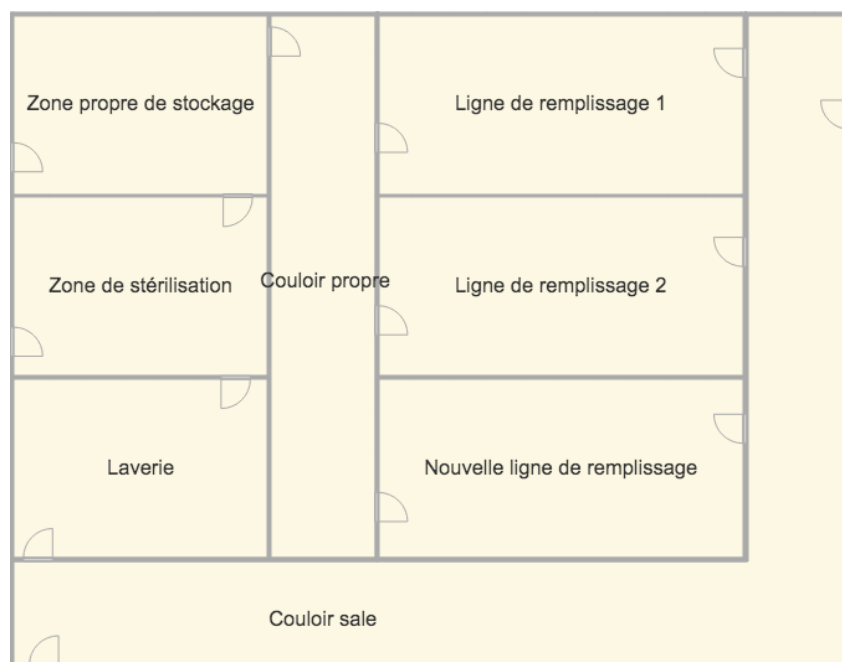 Zone propre de stockage
Ligne de remplissage 1
Zone de stérilisation
Couloir propre
Ligne de remplissage 2
Laverie
Nouvelle ligne de remplissage
Couloir sale